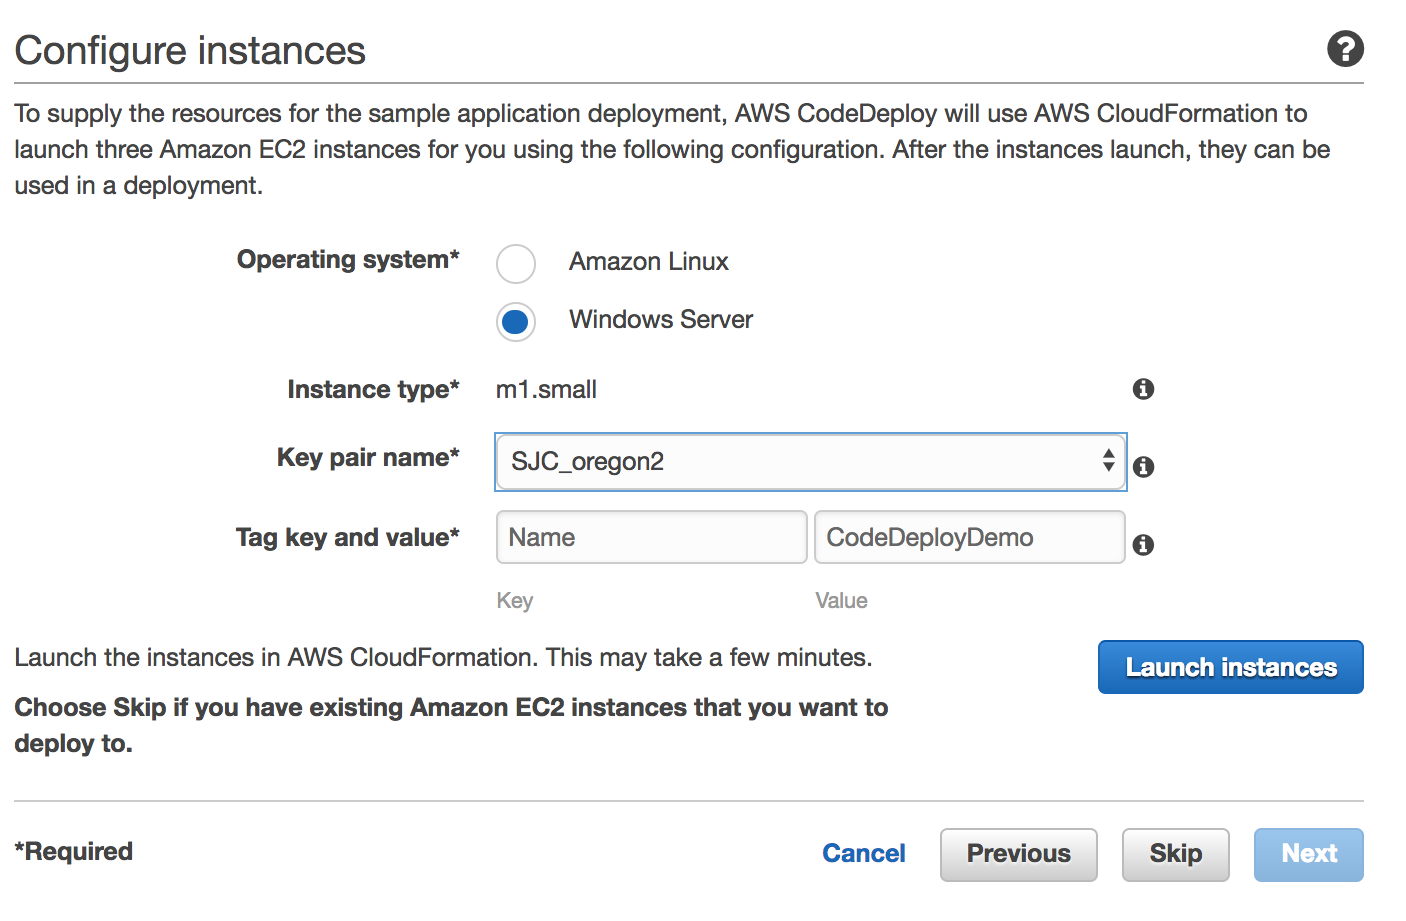 Configure instances
To supply the resources for the sample application deployment, AWS CodeDeploy will use AWS CloudFormation to
launch three Amazon EC2 instances for you using the following configuration. After the instances launch, they can be
used in a deployment.
Operating system*
Amazon Linux
Windows Server
Instance type*
m1.small
Key pair name*
SJC_oregon2
Tag key and value*
Name
CodeDeployDemo
Key
Value
Launch the instances in AWS CloudFormation. This may take a few minutes.
Launch instances
Choose Skip if you have existing Amazon EC2 instances that you want to
deploy to.
*Required
Cancel
Previous
Skip
Next